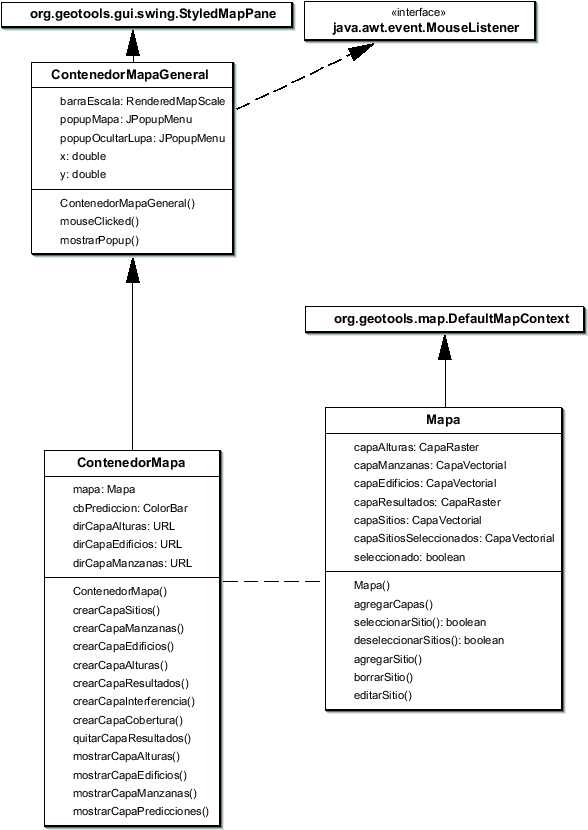 org.geotools.gui.swing.StyledMapPane
«interface»
java.awt.event.MouseListener
ContenedorMapaGeneral
barraEscala: RenderedMapScale
popupMapa: JPopupMenu
popupOcultarLupa: JPopupMenu
x: double
y: double
ContenedorMapaGeneral()
mouseClicked()
mostrarPopup()
org.geotools.map.DefaultMapContext
Mapa
capaAlturas: CapaRaster
capaManzanas: CapaVectorial
capaEdificios: CapaVectorial
capaResultados: CapaRaster
capaSitios: CapaVectorial
capaSitiosSeleccionados: CapaVectorial
seleccionado: boolean
Mapa()
agregarCapas()
seleccionarSitio(): boolean
deseleccionarSitios(): boolean
agregarSitio()
borrarSitio()
editarSitio()
ContenedorMapa
mapa: Mapa
cbPrediccion: ColorBar
dirCapaAlturas: URL
dirCapaEdificios: URL
dirCapaManzanas: URL
ContenedorMapa()
crearCapaSitios()
crearCapaManzanas()
crearCapaEdificios()
crearCapaAlturas()
crearCapaResultados()
crearCapaInterferencia()
crearCapaCobertura()
quitarCapaResultados()
mostrarCapaAlturas()
mostrarCapaEdificios()
mostrarCapaManzanas()
mostrarCapaPredicciones()